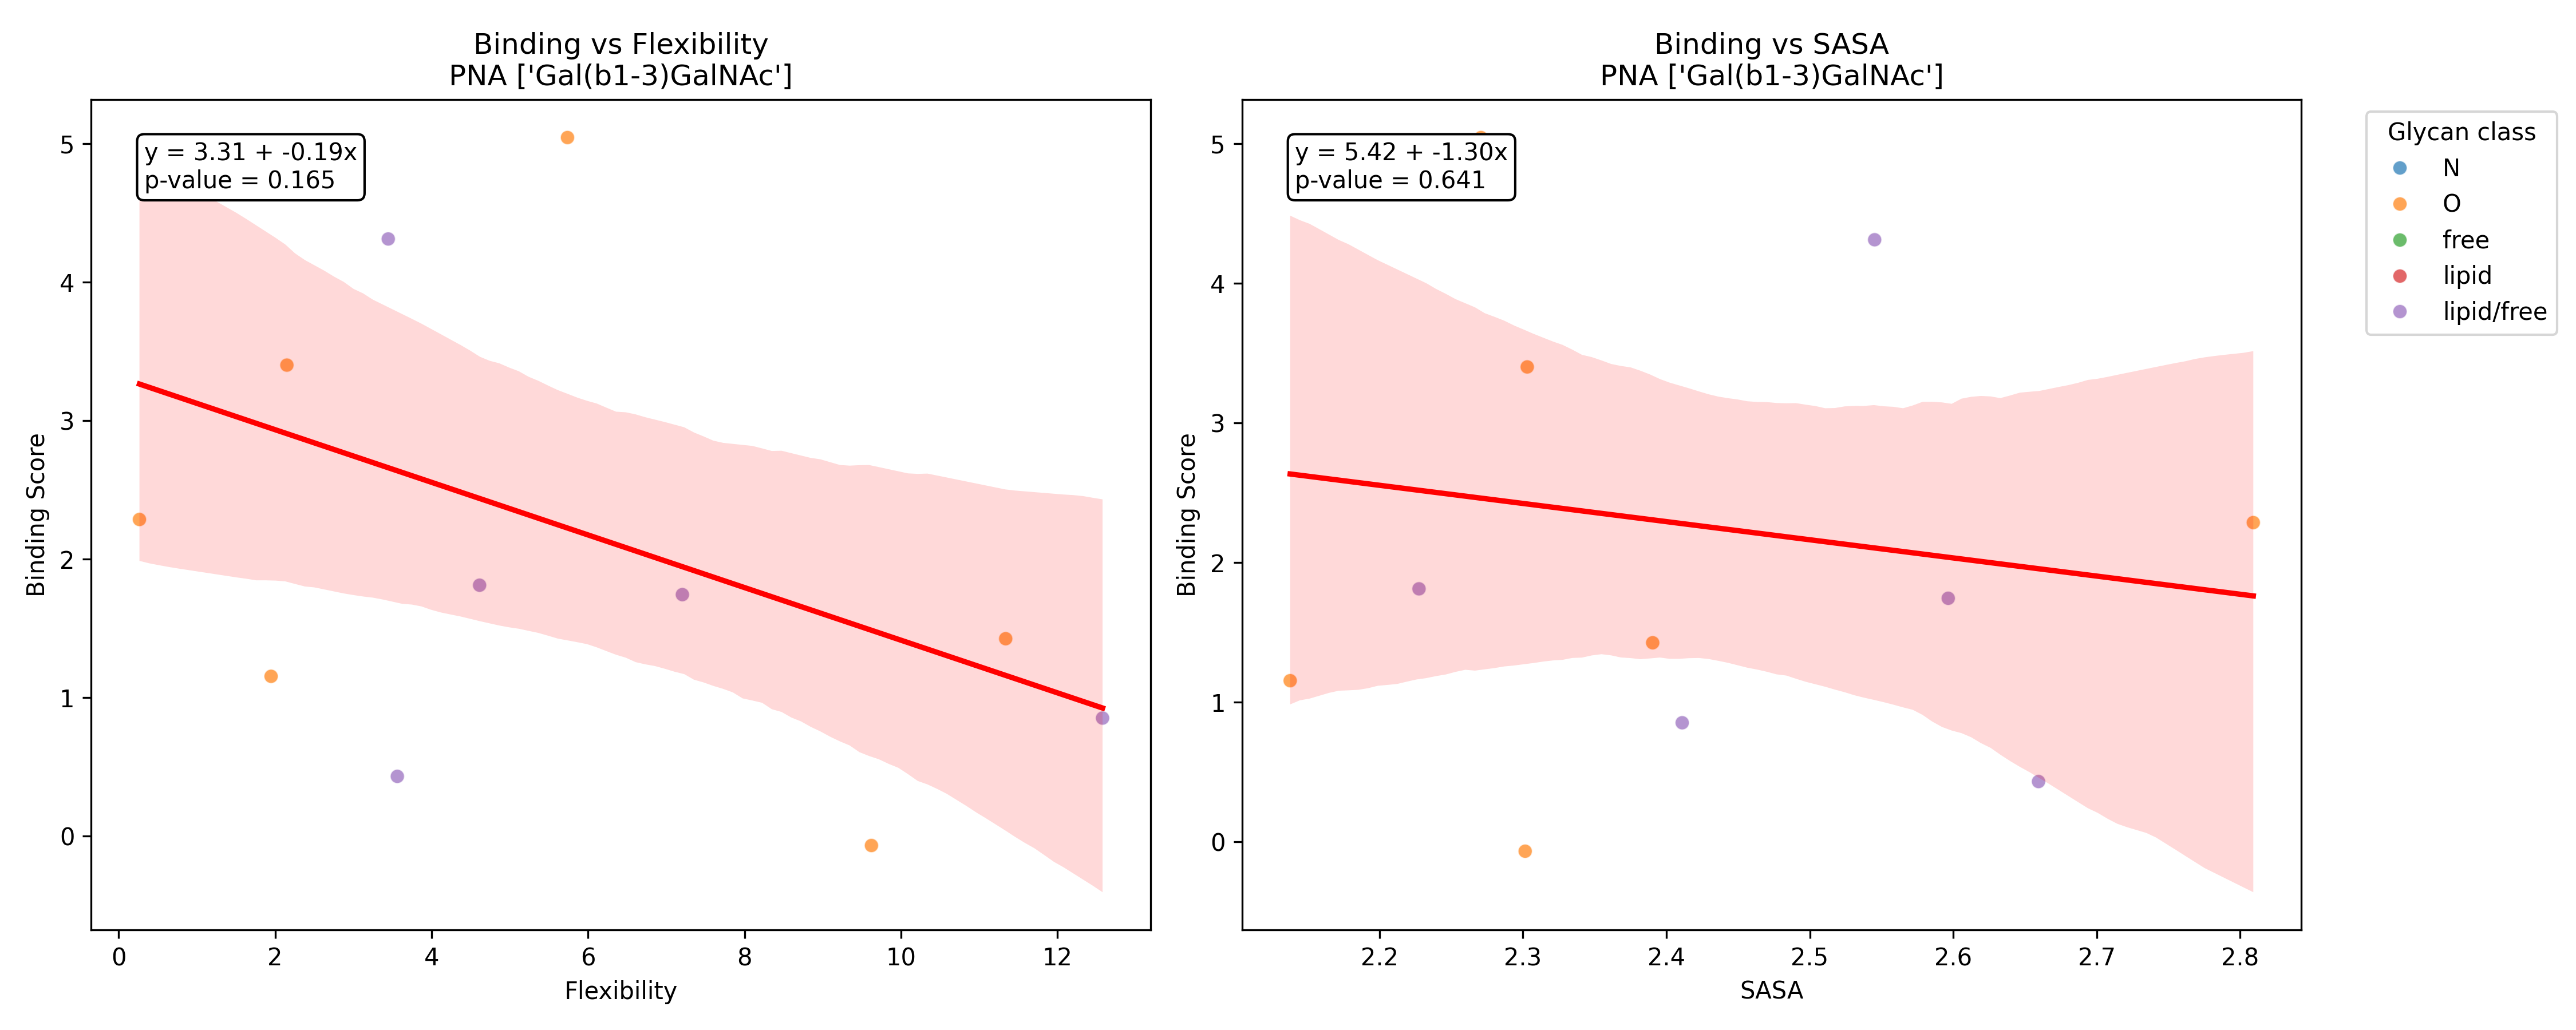 Binding vs Flexibility
PNA ['Gal(b1-3)GalNAc']
y = 3.31 + -0.19x
p-value = 0.165
5
4
3
2
1
0
Binding Score
0 2 4 6 8 10 12
Flexibility
Binding vs SASA
PNA ['Gal(b1-3)GalNAc']
y = 5.42 + -1.30x
p-value = 0.641
5
4
3
2
1
0
Binding Score
2.2 2.3 2.4 2.5 2.6 2.7 2.8
SASA
Glycan class
N
O
free
lipid
lipid/free